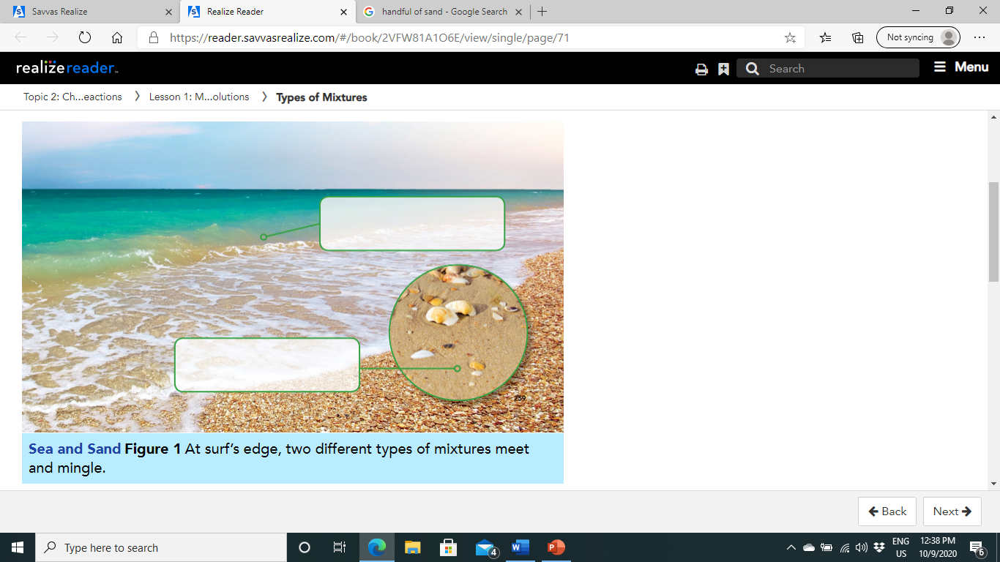 Savvas Realize
Realize Reader
handful of sand - Google Search
https://reader.savvasrealize.com/#/book/2VFW81A1O6E/view/single/page/71
Not syncing
realizereader™
Search
Menu
Topic 2: Ch...eactions > Lesson 1: M...olutions > Types of Mixtures
259
Sea and Sand Figure 1 At surf's edge, two different types of mixtures meet
and mingle.
Back
Next
Type here to search
4
ENG
US
12:38 PM
10/9/2020
6